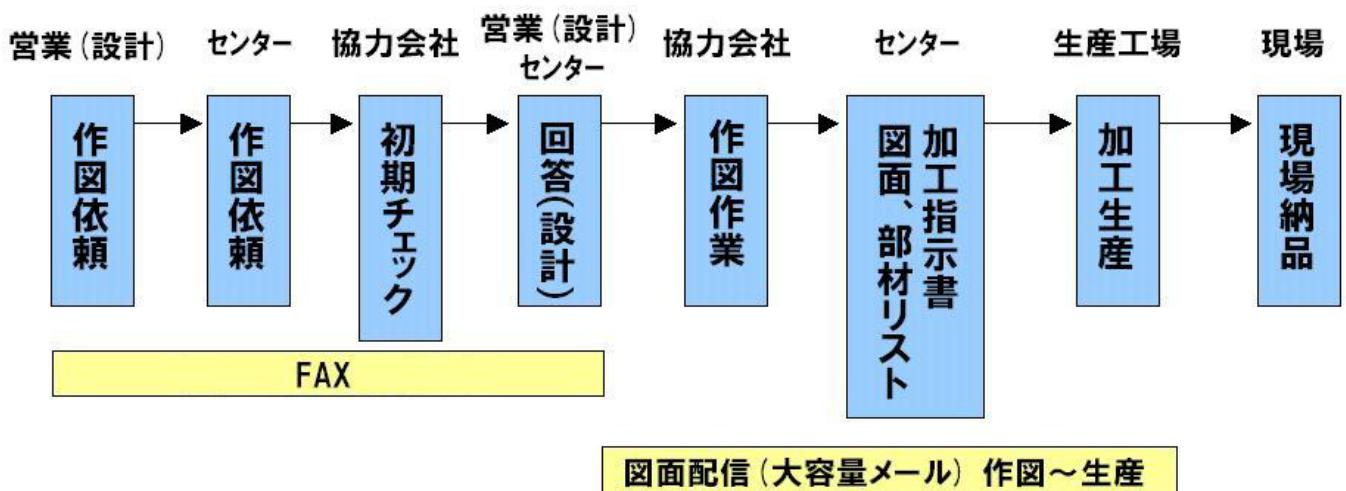 営業(設計)
センター
協力会社
営業(設計)
センター
協力会社
センター
生産工場
現場
作図依頼
作図依頼
初期チェック
回答(設計)
作図作業
加工指示書
図面、部材リスト
加工生産
現場納品
FAX
図面配信(大容量メール) 作図～生産